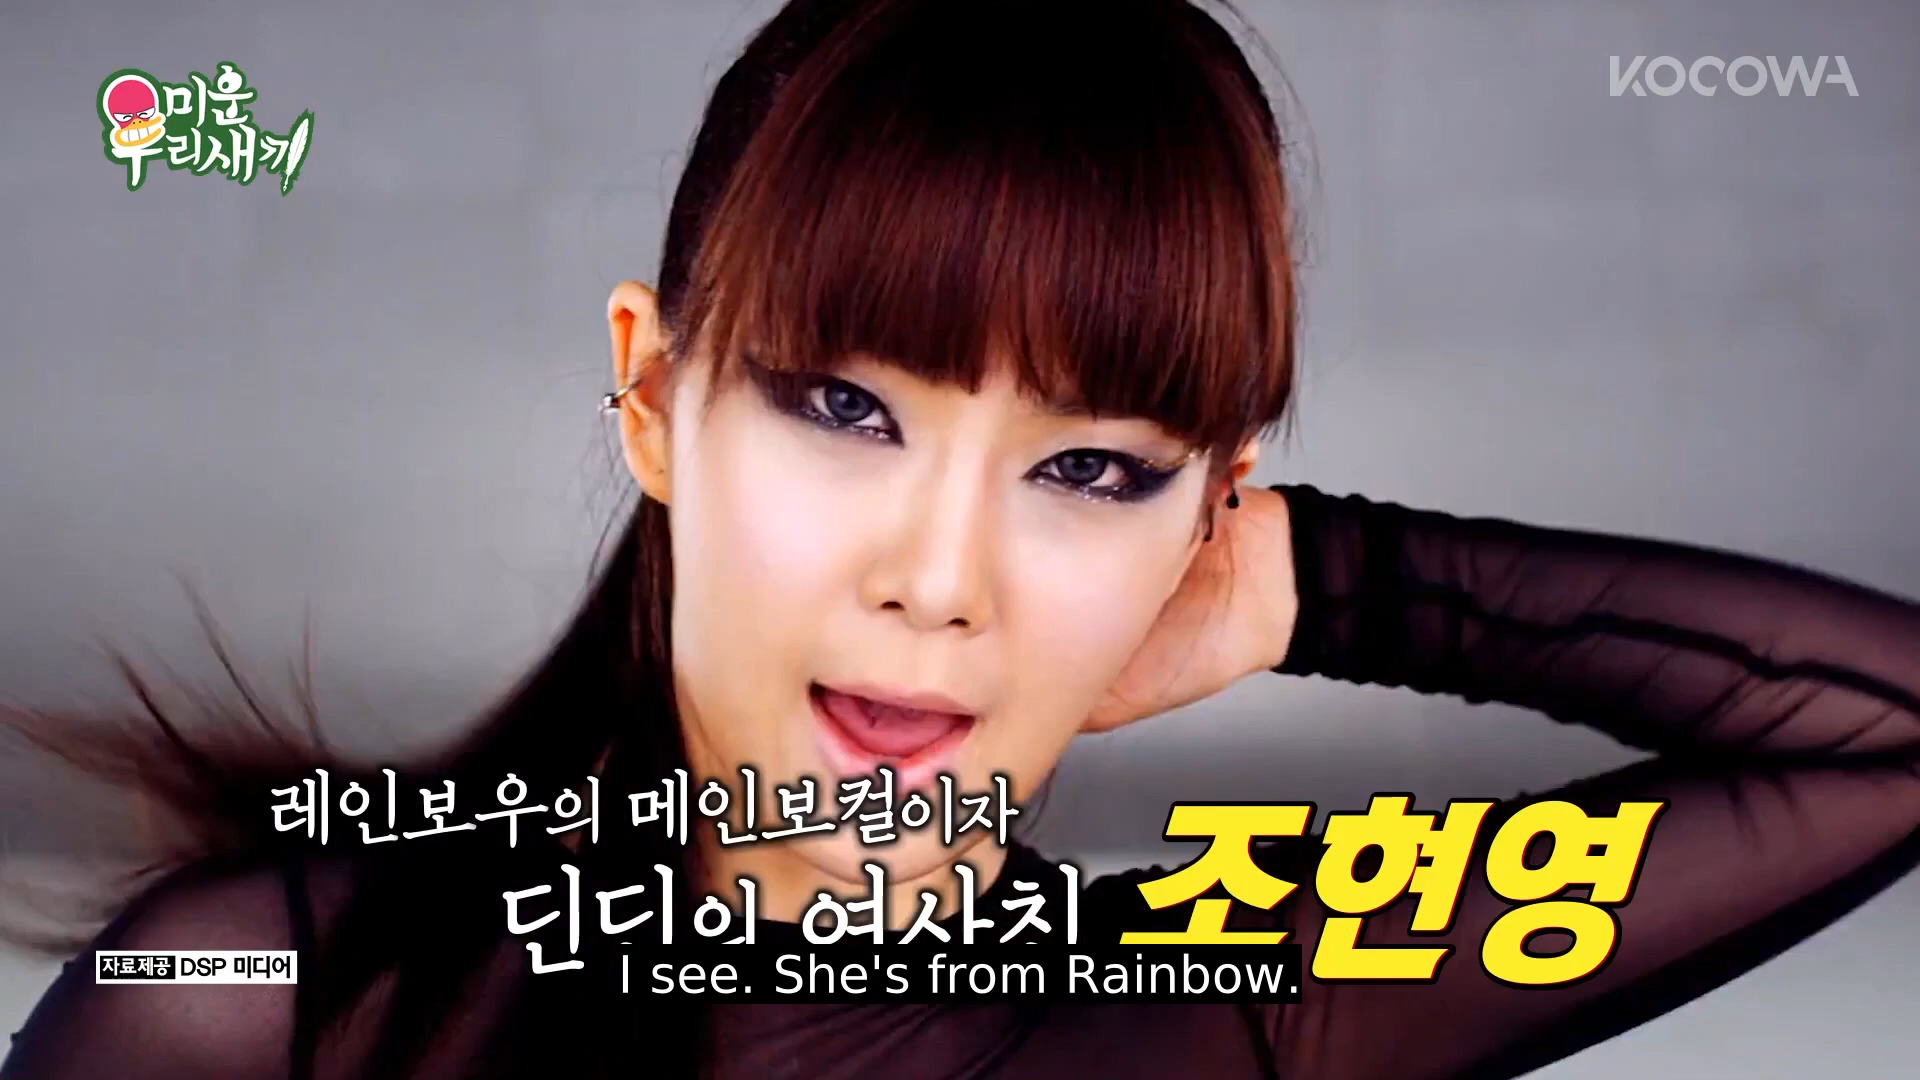 미운
우리새끼
KOCOWA
레인보우의 메인보컬이자
딘딘의 여사친 조현영
자료제공 DSP 미디어
I see. She's from Rainbow.